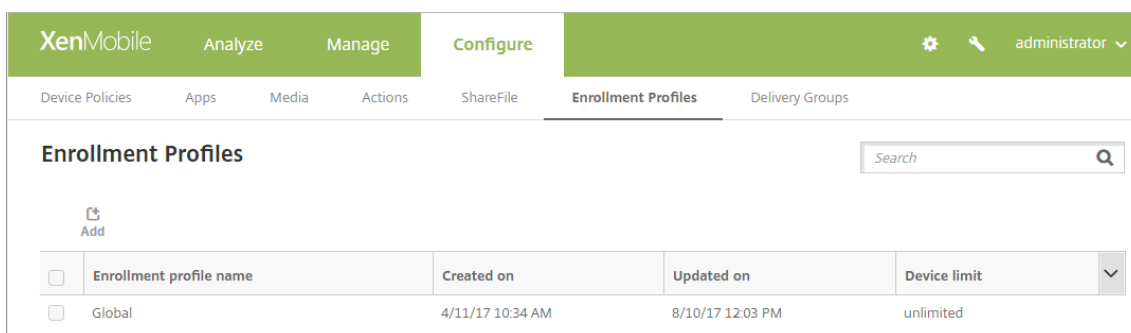 XenMobile Analyze Manage Configure administrator
Device Policies Apps Media Actions ShareFile Enrollment Profiles Delivery Groups
Enrollment Profiles Search
Add
Enrollment profile name Created on Updated on Device limit
Global 4/11/17 10:34 AM 8/10/17 12:03 PM unlimited